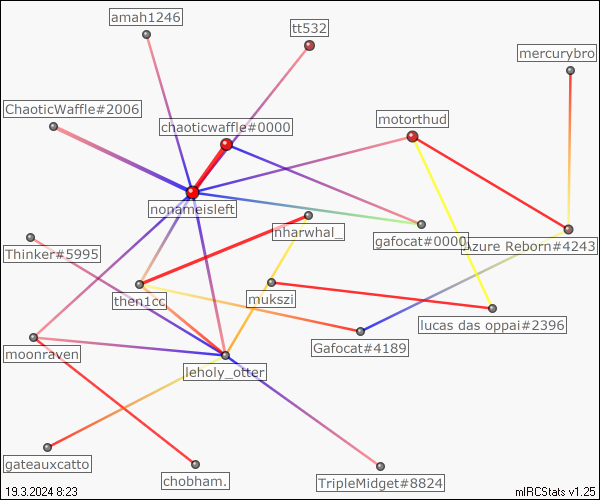 amah1246
tt532
mercurybro
ChaoticWaffle#2006
chaoticwaffle#0000
motorthud
nonameisleft
nharwhal_
gafocat#0000
Azure Reborn#4243
Thinker#5995
then1cc
mukszi
lucas das oppai#2396
moonraven
Gafocat#4189
leholy_otter
gateauxcatto
chobham.
TripleMidget#8824
19.3.2024 8:23
mIRCStats v1.25